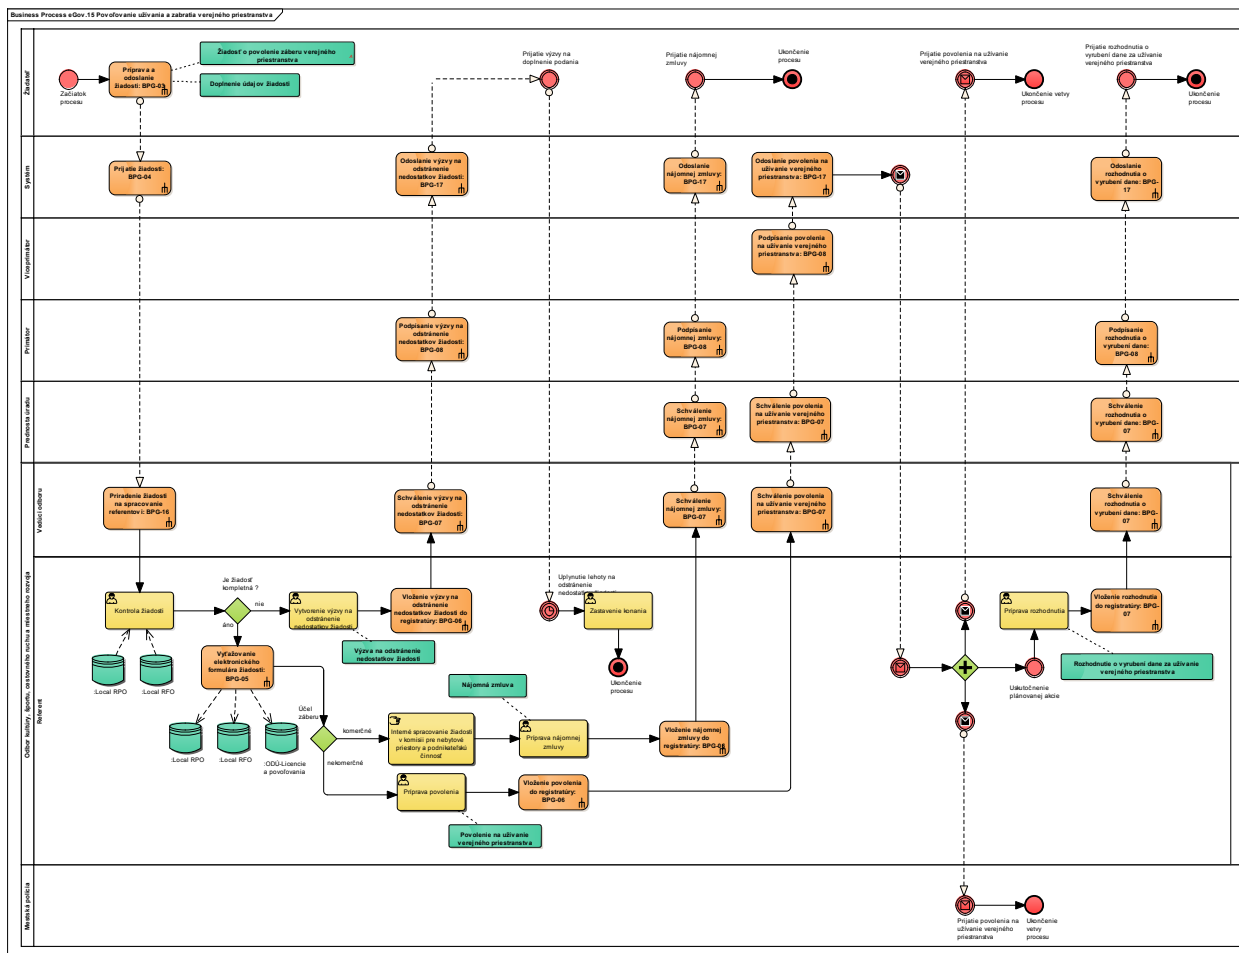 Business Process eGov.15 Povoľovanie užívania a zabratia verejného priestranstva
Žiadateľ
Začiatok
procesu
Príprava a
odoslanie
žiadosti: BPG-03
Žiadosť o povolenie záberu verejného
priestranstva
Doplnenie údajov žiadosti
Prijatie výzvy na
doplnenie podania
Prijatie nájomnej
zmluvy
Ukončenie
procesu
Prijatie povolenia na užívanie
verejného priestranstva
Ukončenie vetvy
procesu
Prijatie rozhodnutia o
vyrubení dane za užívanie
verejného priestranstva
Ukončenie
procesu
Systém
Prijatie žiadosti:
BPG-04
Odoslanie výzvy na
odstránenie
nedostatkov žiadosti:
BPG-17
Odoslanie
nájomnej zmluvy:
BPG-17
Odoslanie povolenia na
užívanie verejného
priestranstva: BPG-17
Odoslanie
rozhodnutia o
vyrubení dane: BPG-
17
Viceprimátor
Podpísanie povolenia
na užívanie verejného
priestranstva: BPG-08
Primátor
Podpísanie výzvy na
odstránenie
nedostatkov žiadosti:
BPG-08
Podpísanie
nájomnej zmluvy:
BPG-08
Podpísanie
rozhodnutia o
vyrubení dane:
BPG-08
Prednosta úradu
Schválenie
nájomnej zmluvy:
BPG-07
Schválenie povolenia
na užívanie verejného
priestranstva: BPG-07
Schválenie
rozhodnutia o
vyrubení dane: BPG-
07
Odbor kultúry, športu, cestovného ruchu a miestneho rozvoja
Vedúci odboru
Priradenie žiadosti
na spracovanie
referentovi: BPG-16
Schválenie výzvy na
odstránenie
nedostatkov žiadosti:
BPG-07
Schválenie
nájomnej zmluvy:
BPG-07
Schválenie povolenia
na užívanie verejného
priestranstva: BPG-07
Schválenie
rozhodnutia o
vyrubení dane: BPG-
07
Referent
Kontrola žiadosti
Je žiadosť
kompletná ?
nie
áno
Vytvorenie výzvy na
odstránenie
nedostatkov žiadosti
Vloženie výzvy na
odstránenie
nedostatkov žiadosti do
registratúry: BPG-06
Výzva na odstránenie
nedostatkov žiadosti
Uplynutie lehoty na
odstránenie
Zastavenie konania
Ukončenie
procesu
:Local RPO
:Local RFO
Vyťažovanie
elektronického
formulára žiadosti:
BPG-05
:Local RPO
:Local RFO
:ODÚ-Licencie
a povoľovania
Účel
záberu
komerčné
nekomerčné
Interné spracovanie žiadosti
v komisii pre nebytové
priestory a podnikateľskú
činnosť
Nájomná zmluva
Príprava nájomnej
zmluvy
Vloženie nájomnej
zmluvy do
registratúry: BPG-06
Príprava povolenia
Vloženie povolenia
do registratúry:
BPG-06
Povolenie na užívanie
verejného priestranstva
Uskutočnenie
plánovanej akcie
Príprava rozhodnutia
Vloženie rozhodnutia
do registratúry: BPG-
07
Rozhodnutie o vyrubení dane za užívanie
verejného priestranstva
Mestská polícia
Prijatie povolenia na
užívanie verejného
priestranstva
Ukončenie
vetvy
procesu